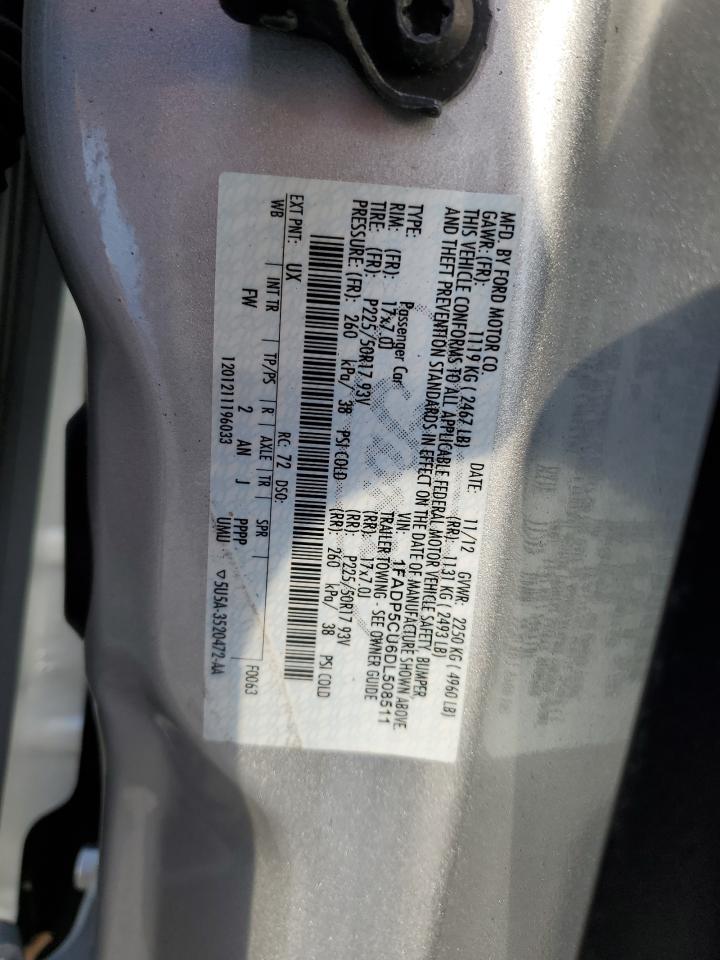 MFD. BY FORD MOTOR CO.
DATE: 11/12 GVWR: 2250 KG ( 4960 LB)
GAWR: (FR): 1119 KG ( 2467 LB) (RR): 1131 KG ( 2493 LB)
THIS VEHICLE CONFORMS TO ALL APPLICABLE FEDERAL MOTOR VEHICLE SAFETY, BUMPER,
AND THEFT PREVENTION STANDARDS IN EFFECT ON THE DATE OF MANUFACTURE SHOWN ABOVE.
VIN: 1FADP5CU6DL508511
TYPE: Passenger Car TRAILER TOWING - SEE OWNER GUIDE
RIM: (FR): 17x7.0J (RR): 17x7.0J
TIRE: (FR): P225/50R17 93V (RR): P225/50R17 93V
PRESSURE: (FR): 260 kPa/ 38 PSI COLD (RR): 260 kPa/ 38 PSI COLD
EXT PNT: UX RC: 72 DSO: F0063
WB | INT TR | TP/PS | R | AXLE | TR | SPR |
FW 2 AN J PPPP
1201211196033 UMU ▽ 5U5A-3520472-AA